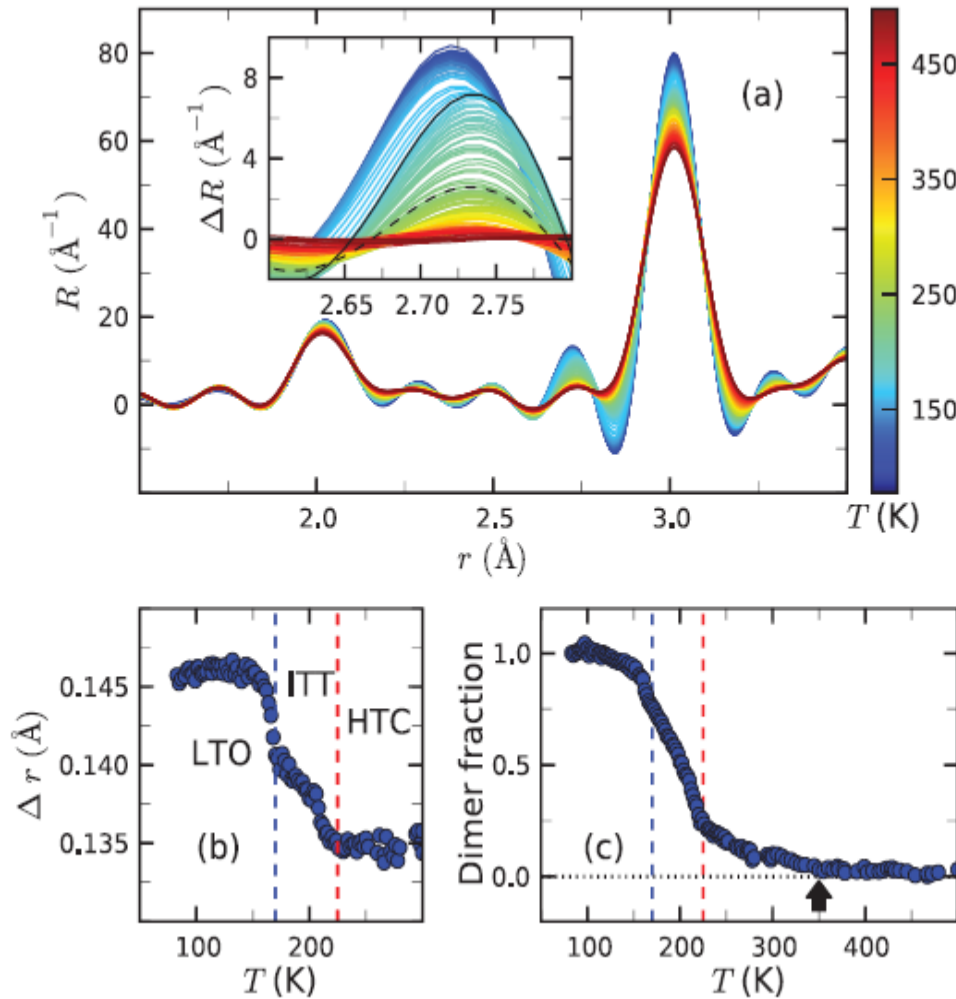 (a)
R (Å⁻¹)
80
60
40
20
0
2.0
2.5
3.0
r (Å)
ΔR (Å⁻¹)
8
4
0
2.65
2.70
2.75
450
350
250
150
T (K)
(b)
Δ r (Å)
0.145
0.140
0.135
LTO
ITT
HTC
100
200
T (K)
(c)
Dimer fraction
1.0
0.5
0.0
100
200
300
400
T (K)